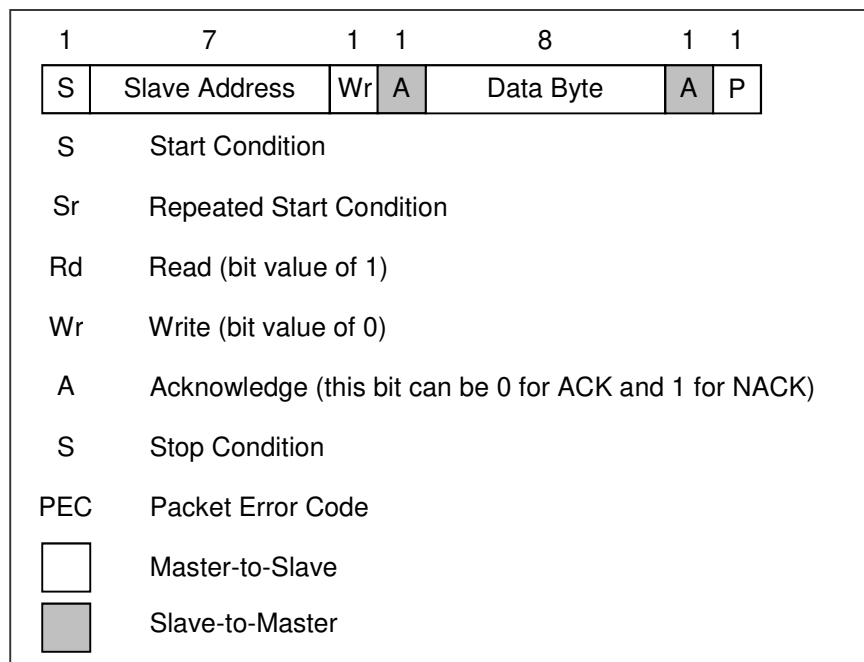 1 7 1 1 8 1 1
S Slave Address Wr A Data Byte A P
S Start Condition
Sr Repeated Start Condition
Rd Read (bit value of 1)
Wr Write (bit value of 0)
A Acknowledge (this bit can be 0 for ACK and 1 for NACK)
S Stop Condition
PEC Packet Error Code
Master-to-Slave
Slave-to-Master